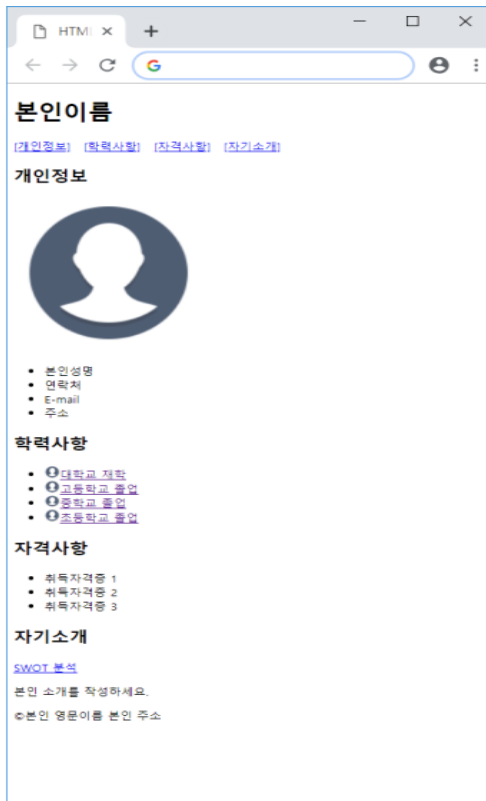 HTMl
본인이름
[개인정보] [학력사항] [자격사항] [자기소개]
개인정보
본인성명
연락처
E-mail
주소
학력사항
대학교 재학
고등학교 졸업
중학교 졸업
초등학교 졸업
자격사항
취득자격증 1
취득자격증 2
취득자격증 3
자기소개
SWOT 분석
본인 소개를 작성하세요.
©본인 영문이름 본인 주소